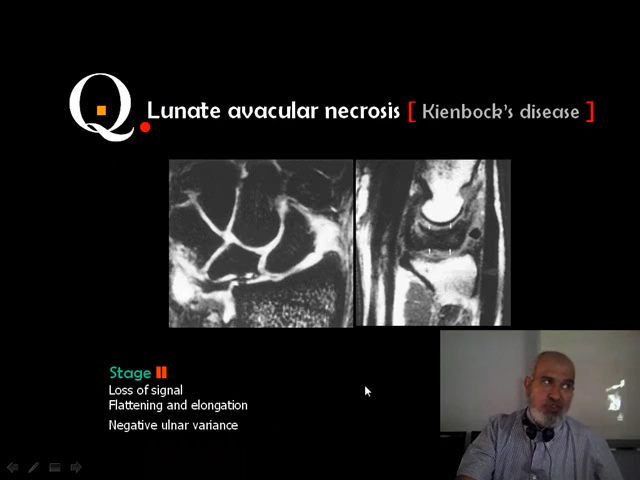 Q. Lunate avacular necrosis [ Kienbock's disease ]
Stage II
Loss of signal
Flattening and elongation
Negative ulnar variance